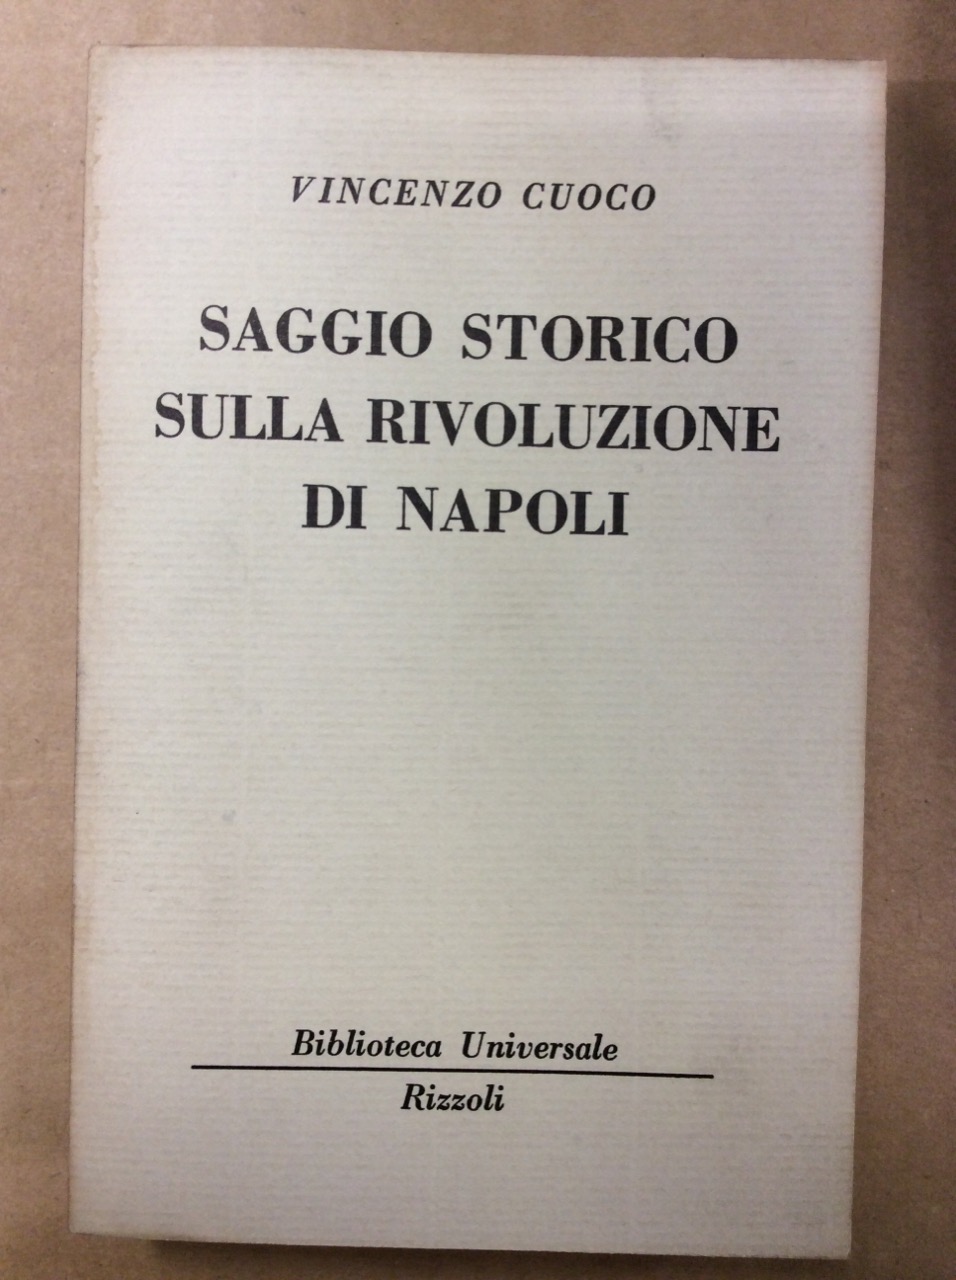 VINCENZO CUOCO
SAGGIO STORICO
SULLA RIVOLUZIONE
DI NAPOLI
Biblioteca Universale
Rizzoli